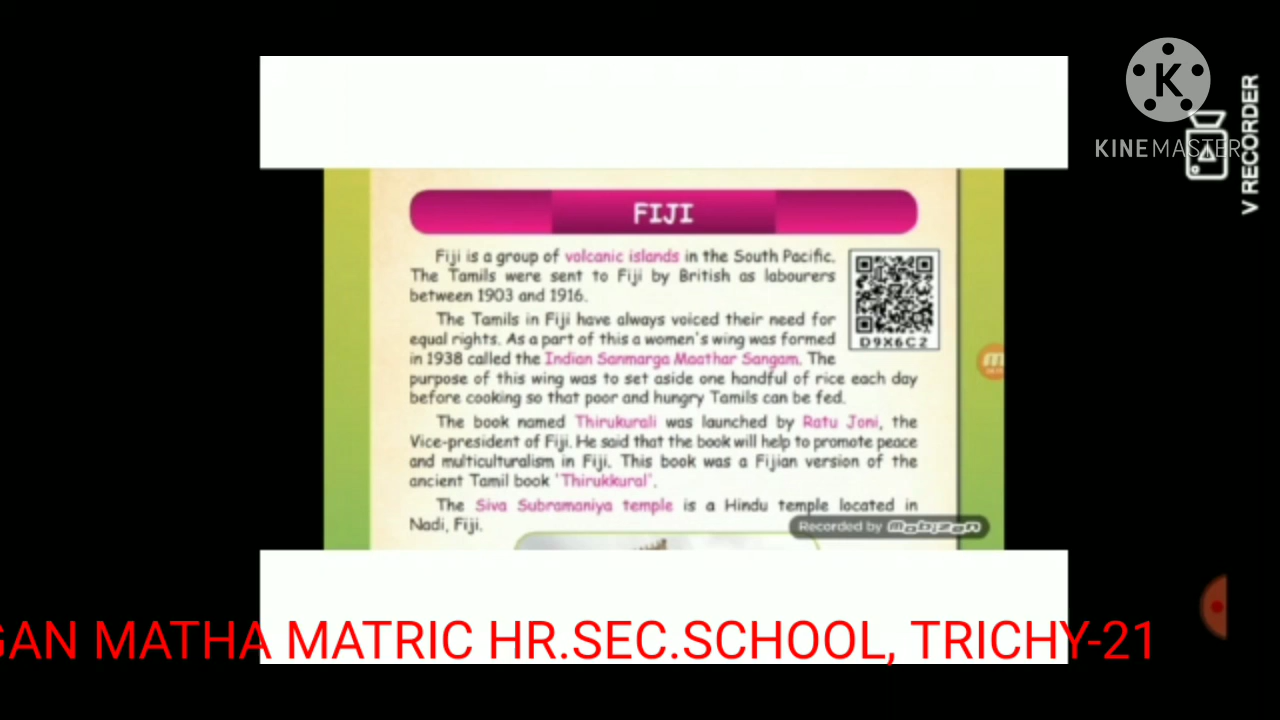 K
KINEMASTER
V RECORDER
FIJI
Fiji is a group of volcanic islands in the South Pacific.
The Tamils were sent to Fiji by British as labourers
between 1903 and 1916.
D9X6C2
The Tamils in Fiji have always voiced their need for
equal rights. As a part of this a women's wing was formed
in 1938 called the Indian Sanmarga Maathar Sangam. The
purpose of this wing was to set aside one handful of rice each day
before cooking so that poor and hungry Tamils can be fed.
The book named Thirukurali was launched by Ratu Joni, the
Vice-president of Fiji. He said that the book will help to promote peace
and multiculturalism in Fiji. This book was a Fijian version of the
ancient Tamil book 'Thirukkural'.
The Siva Subramaniya temple is a Hindu temple located in
Nadi, Fiji.
Recorded by Mobizen
GAN MATHA MATRIC HR.SEC.SCHOOL, TRICHY-21